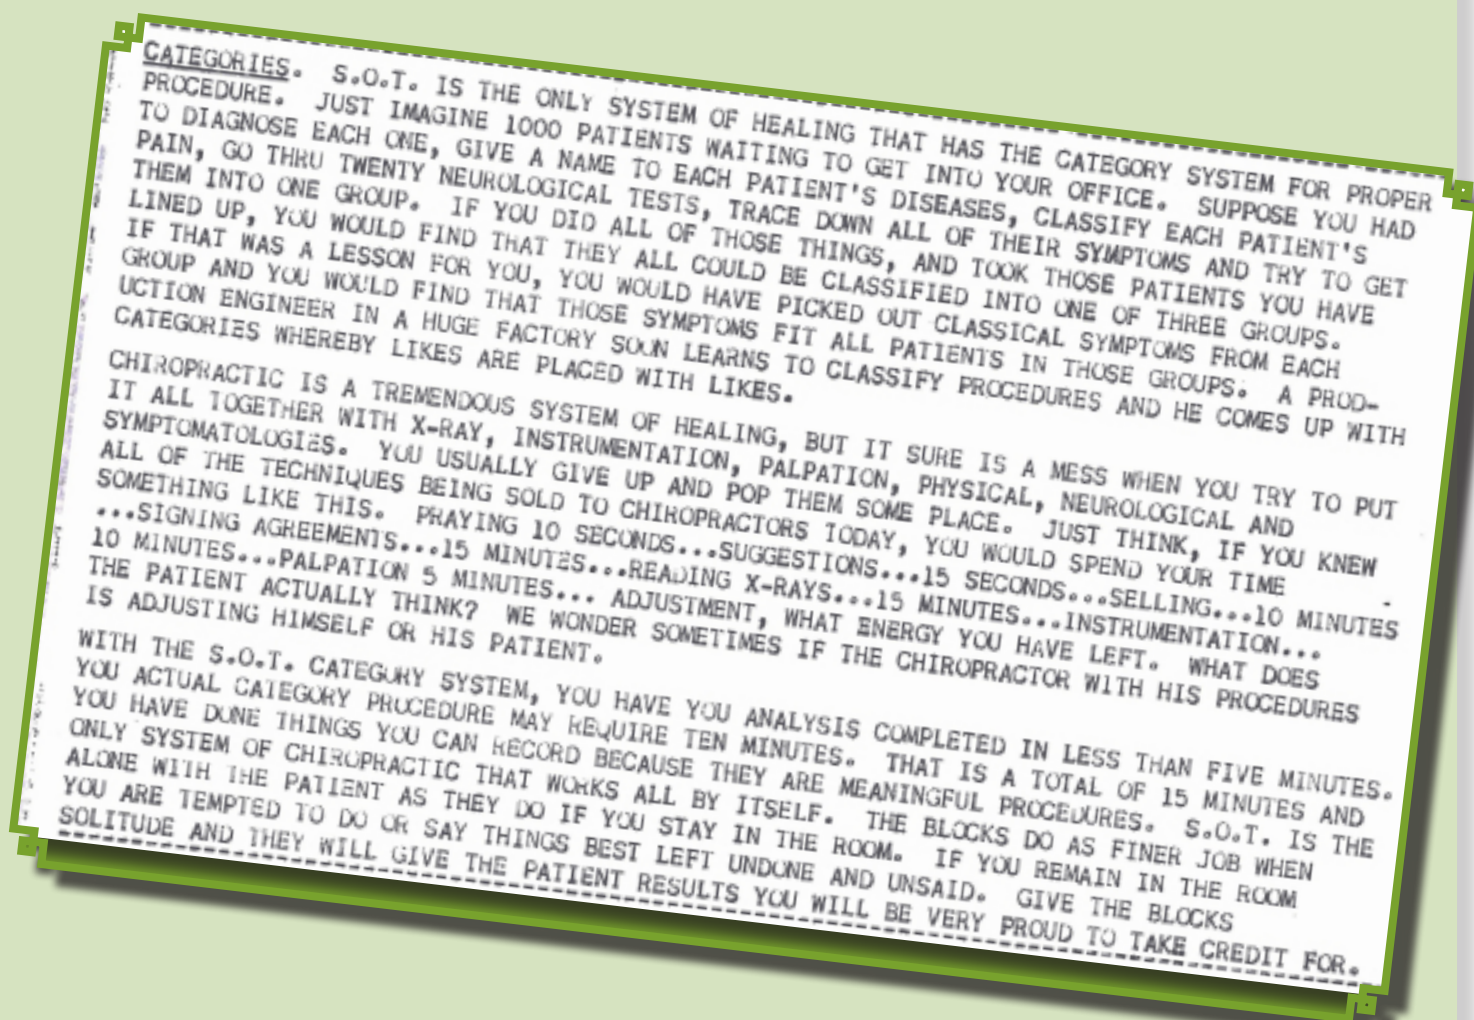 CATEGORIES.  S.O.T. IS THE ONLY SYSTEM OF HEALING THAT HAS THE CATEGORY SYSTEM FOR PROPER
PROCEDURE.  JUST IMAGINE 1000 PATIENTS WAITING TO GET INTO YOUR OFFICE.  SUPPOSE YOU HAD
TO DIAGNOSE EACH ONE, GIVE A NAME TO EACH PATIENT'S DISEASES, CLASSIFY EACH PATIENT'S
PAIN, GO THRU TWENTY NEUROLOGICAL TESTS, TRACE DOWN ALL OF THEIR SYMPTOMS AND TRY TO GET
THEM INTO ONE GROUP.  IF YOU DID ALL OF THOSE THINGS, AND TOOK THOSE PATIENTS YOU HAVE
LINED UP, YOU WOULD FIND THAT THEY ALL COULD BE CLASSIFIED INTO ONE OF THREE GROUPS.
IF THAT WAS A LESSON FOR YOU, YOU WOULD HAVE PICKED OUT CLASSICAL SYMPTOMS FROM EACH
GROUP AND YOU WOULD FIND THAT THOSE SYMPTOMS FIT ALL PATIENTS IN THOSE GROUPS.  A PROD-
UCTION ENGINEER IN A HUGE FACTORY SOON LEARNS TO CLASSIFY PROCEDURES AND HE COMES UP WITH
CATEGORIES WHEREBY LIKES ARE PLACED WITH LIKES.
CHIROPRACTIC IS A TREMENDOUS SYSTEM OF HEALING, BUT IT SURE IS A MESS WHEN YOU TRY TO PUT
IT ALL TOGETHER WITH X-RAY, INSTRUMENTATION, PALPATION, PHYSICAL, NEUROLOGICAL AND
SYMPTOMATOLOGIES.  YOU USUALLY GIVE UP AND POP THEM SOME PLACE.  JUST THINK, IF YOU KNEW
ALL OF THE TECHNIQUES BEING SOLD TO CHIROPRACTORS TODAY, YOU WOULD SPEND YOUR TIME
SOMETHING LIKE THIS.  PRAYING 10 SECONDS...SUGGESTIONS...15 SECONDS...SELLING...10 MINUTES
...SIGNING AGREEMENTS...15 MINUTES...READING X-RAYS...15 MINUTES...INSTRUMENTATION...
10 MINUTES...PALPATION 5 MINUTES... ADJUSTMENT, WHAT ENERGY YOU HAVE LEFT.  WHAT DOES
THE PATIENT ACTUALLY THINK?  WE WONDER SOMETIMES IF THE CHIROPRACTOR WITH HIS PROCEDURES
IS ADJUSTING HIMSELF OR HIS PATIENT.
WITH THE S.O.T. CATEGORY SYSTEM, YOU HAVE YOU ANALYSIS COMPLETED IN LESS THAN FIVE MINUTES.
YOU ACTUAL CATEGORY PROCEDURE MAY REQUIRE TEN MINUTES.  THAT IS A TOTAL OF 15 MINUTES AND
YOU HAVE DONE THINGS YOU CAN RECORD BECAUSE THEY ARE MEANINGFUL PROCEDURES.  S.O.T. IS THE
ONLY SYSTEM OF CHIROPRACTIC THAT WORKS ALL BY ITSELF.  THE BLOCKS DO AS FINER JOB WHEN
ALONE WITH THE PATIENT AS THEY DO IF YOU STAY IN THE ROOM.  IF YOU REMAIN IN THE ROOM
YOU ARE TEMPTED TO DO OR SAY THINGS BEST LEFT UNDONE AND UNSAID.  GIVE THE BLOCKS
SOLITUDE AND THEY WILL GIVE THE PATIENT RESULTS YOU WILL BE VERY PROUD TO TAKE CREDIT FOR.